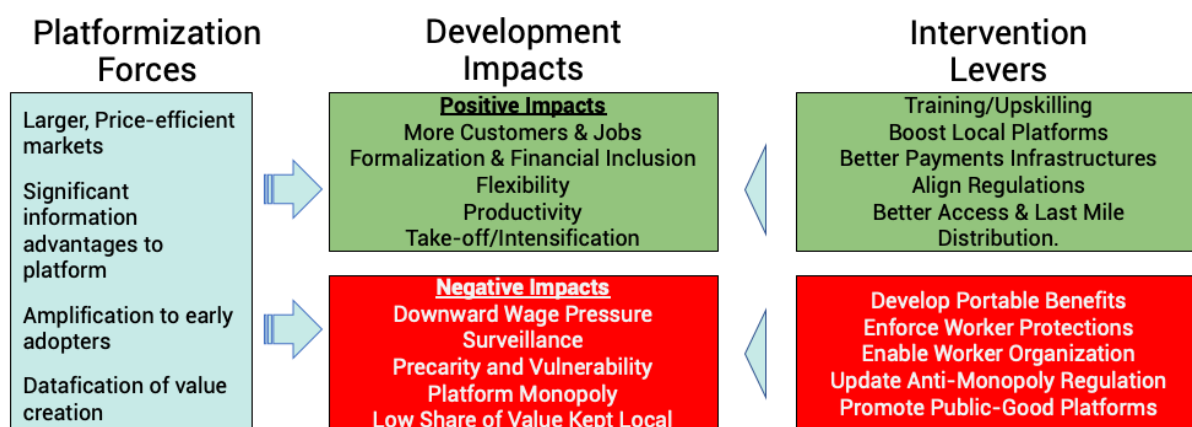 Platformization
Forces
Larger, Price-efficient
markets
Significant
information
advantages to
platform
Amplification to early
adopters
Datafication of value
creation
Development
Impacts
Positive Impacts
More Customers & Jobs
Formalization & Financial Inclusion
Flexibility
Productivity
Take-off/Intensification
Negative Impacts
Downward Wage Pressure
Surveillance
Precarity and Vulnerability
Platform Monopoly
Low Share of Value Kept Local
Intervention
Levers
Training/Upskilling
Boost Local Platforms
Better Payments Infrastructures
Align Regulations
Better Access & Last Mile
Distribution.
Develop Portable Benefits
Enforce Worker Protections
Enable Worker Organization
Update Anti-Monopoly Regulation
Promote Public-Good Platforms